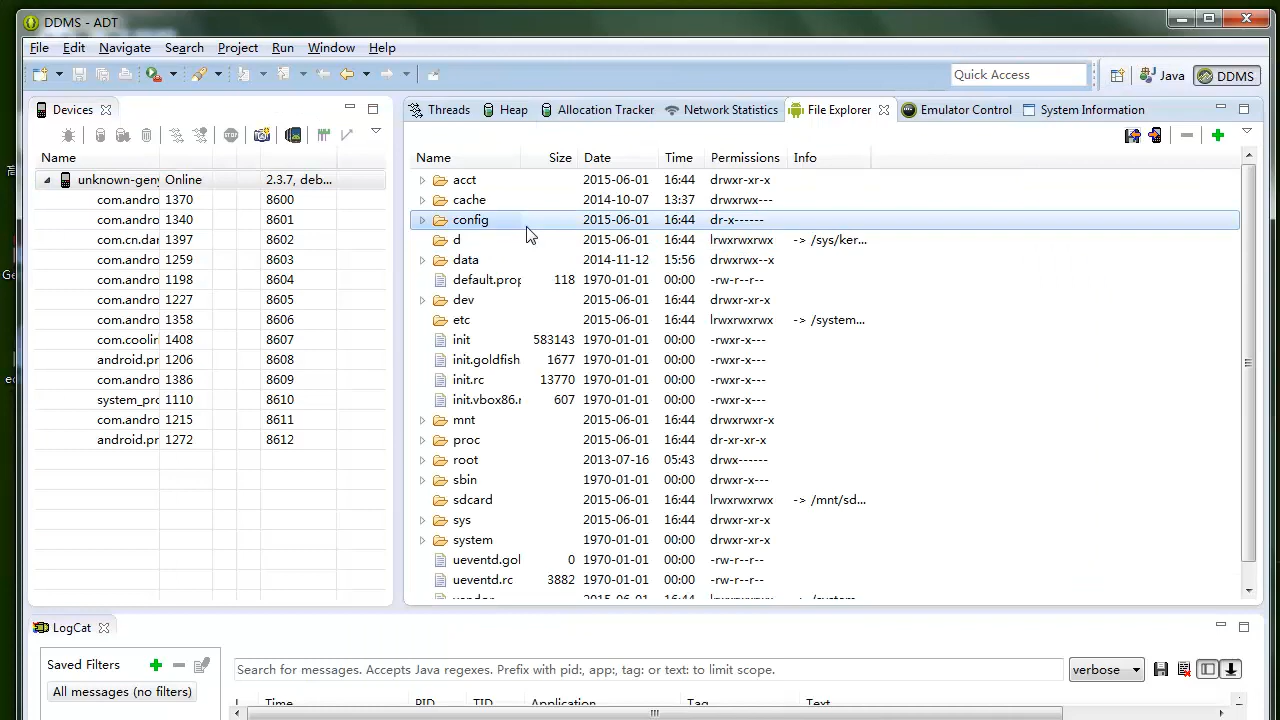 DDMS - ADT
File Edit Navigate Search Project Run Window Help
Quick Access Java DDMS
Devices
Threads Heap Allocation Tracker Network Statistics File Explorer Emulator Control System Information
Name
unknown-geny Online 2.3.7, deb...
com.andro 1370 8600
com.andro 1340 8601
com.cn.dar 1397 8602
com.andro 1259 8603
com.andro 1198 8604
com.andro 1227 8605
com.andro 1358 8606
com.coolin 1408 8607
android.pr 1206 8608
com.andro 1386 8609
system_pro 1110 8610
com.andro 1215 8611
android.pr 1272 8612
Name Size Date Time Permissions Info
acct 2015-06-01 16:44 drwxr-xr-x
cache 2014-10-07 13:37 drwxrwx---
config 2015-06-01 16:44 dr-x------
d 2015-06-01 16:44 lrwxrwxrwx -> /sys/ker...
data 2014-11-12 15:56 drwxrwx--x
default.prop 118 1970-01-01 00:00 -rw-r--r--
dev 2015-06-01 16:44 drwxr-xr-x
etc 2015-06-01 16:44 lrwxrwxrwx -> /system...
init 583143 1970-01-01 00:00 -rwxr-x---
init.goldfish 1677 1970-01-01 00:00 -rwxr-x---
init.rc 13770 1970-01-01 00:00 -rwxr-x---
init.vbox86.r 607 1970-01-01 00:00 -rwxr-x---
mnt 2015-06-01 16:44 drwxrwxr-x
proc 2015-06-01 16:44 dr-xr-xr-x
root 2013-07-16 05:43 drwx------
sbin 1970-01-01 00:00 drwxr-x---
sdcard 2015-06-01 16:44 lrwxrwxrwx -> /mnt/sd...
sys 2015-06-01 16:44 drwxr-xr-x
system 1970-01-01 00:00 drwxr-xr-x
ueventd.gol 0 1970-01-01 00:00 -rw-r--r--
ueventd.rc 3882 1970-01-01 00:00 -rw-r--r--
LogCat
Saved Filters
All messages (no filters)
Search for messages. Accepts Java regexes. Prefix with pid:, app:, tag: or text: to limit scope. verbose
L Time PID TID Application Tag Text